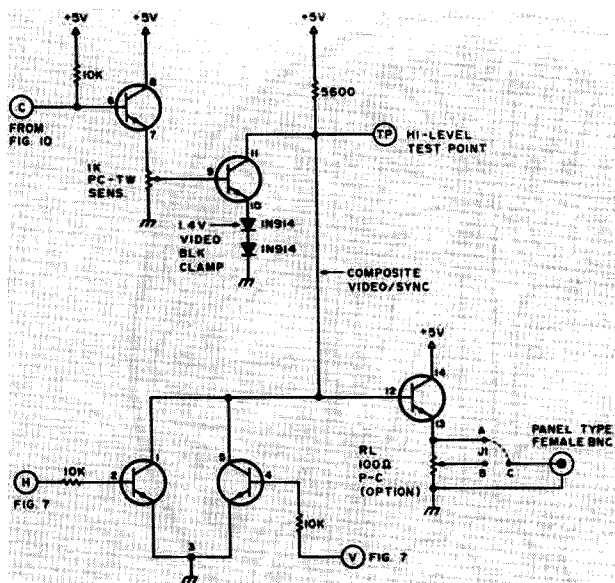 +5V
+5V
+5V
10K
8
5600
C
6
FROM
FIG. 10
7
TP
HI-LEVEL
TEST POINT
1K
PC-TW
SENS.
9
11
10
1.4V
VIDEO
BLK
CLAMP
1N914
1N914
COMPOSITE
VIDEO/SYNC
+5V
14
12
13
PANEL TYPE
FEMALE BNC
A
J1
B
C
RL
100Ω
P-C
(OPTION)
H
FIG. 7
10K
2
1
5
4
3
10K
V
FIG. 7